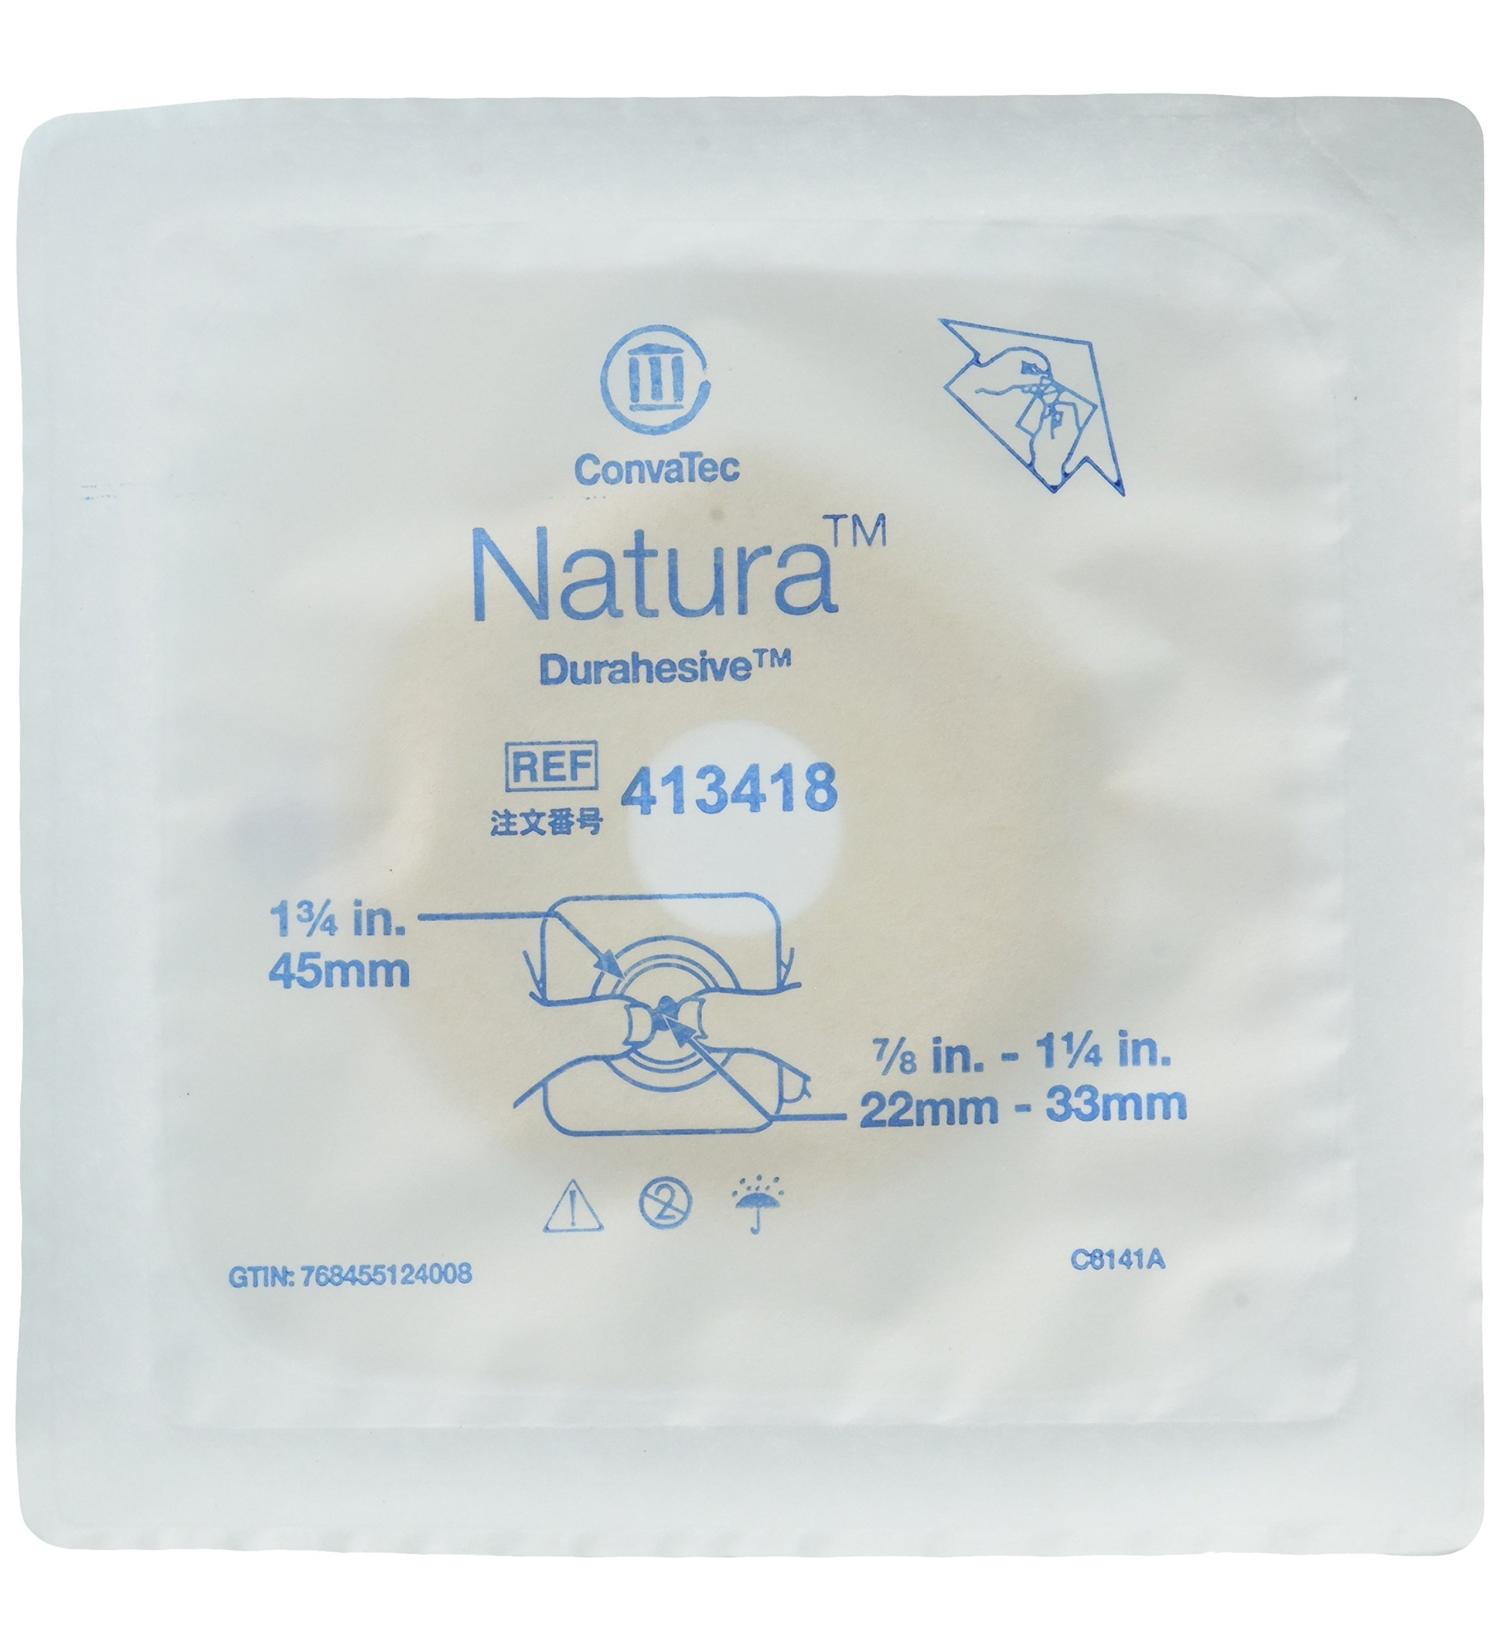 ConvaTec
Natura™
Durahesive™
REF 413418
注文番号
1¾ in.
45mm
⅞ in. - 1¼ in.
22mm - 33mm
2
GTIN: 768455124008
C8141A